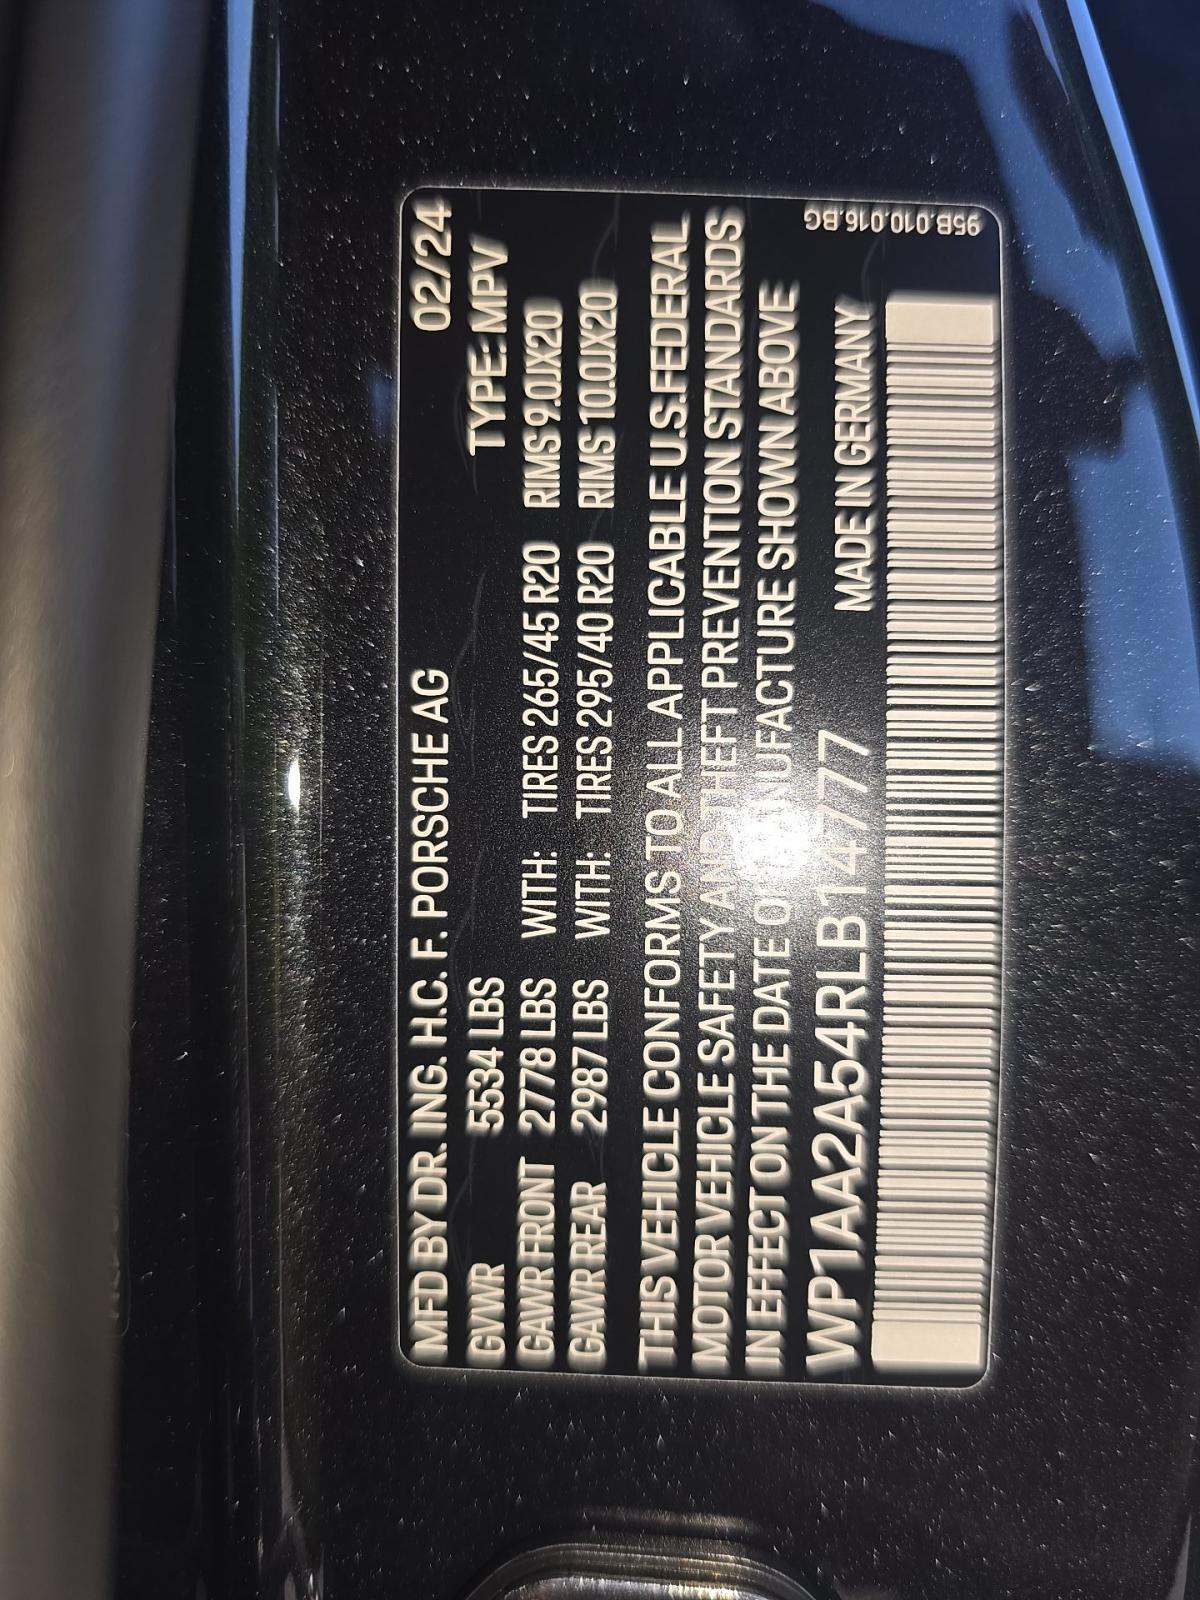 MFD BY DR. ING. H.C. F. PORSCHE AG 02/24
GVWR 5534 LBS TYPE: MPV
GAWR FRONT 2778 LBS WITH: TIRES 265/45 R20 RIMS 9.0JX20
GAWR REAR 2987 LBS WITH: TIRES 295/40 R20 RIMS 10.0JX20
THIS VEHICLE CONFORMS TO ALL APPLICABLE U.S. FEDERAL
MOTOR VEHICLE SAFETY AND THEFT PREVENTION STANDARDS
IN EFFECT ON THE DATE OF MANUFACTURE SHOWN ABOVE
WP1AA2A54RLB14777 MADE IN GERMANY
95B.010.016.BG